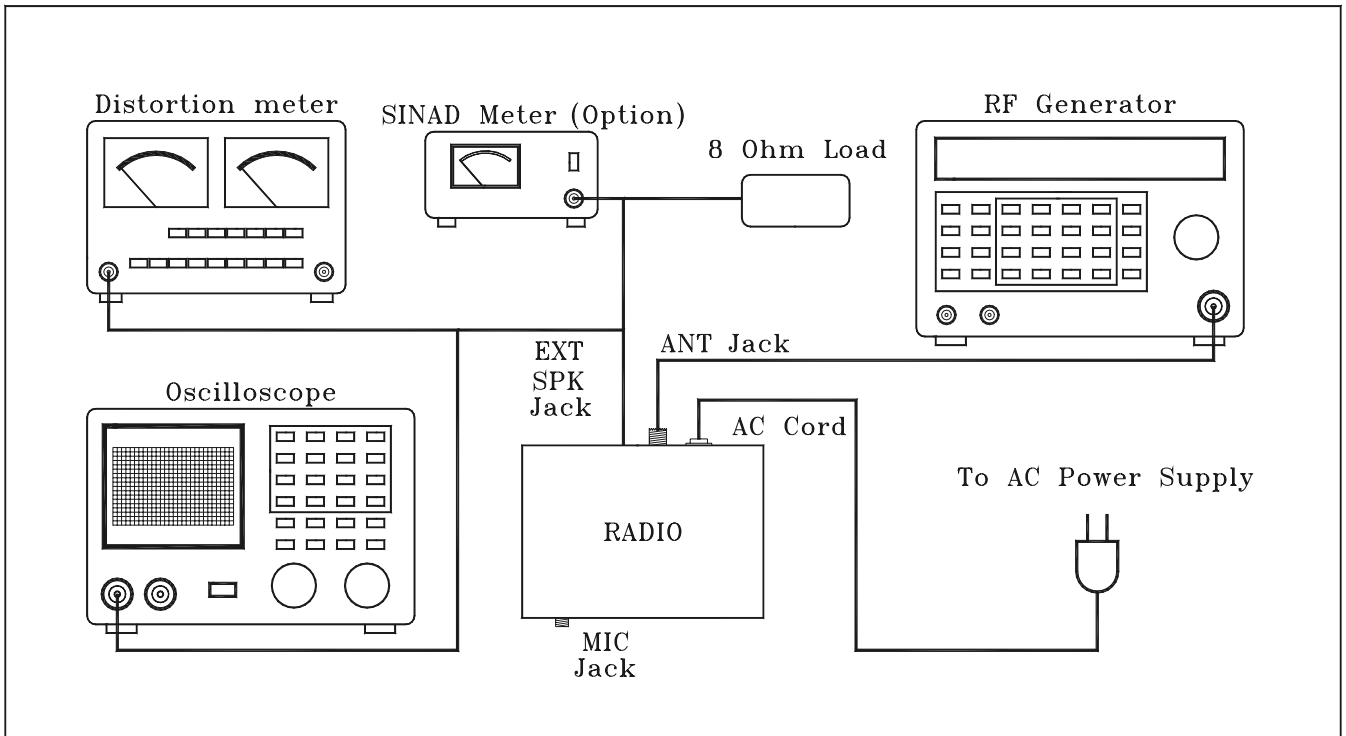 Distortion meter
SINAD Meter (Option)
8 Ohm Load
RF Generator
EXT
SPK
Jack
ANT Jack
Oscilloscope
AC Cord
To AC Power Supply
RADIO
MIC
Jack